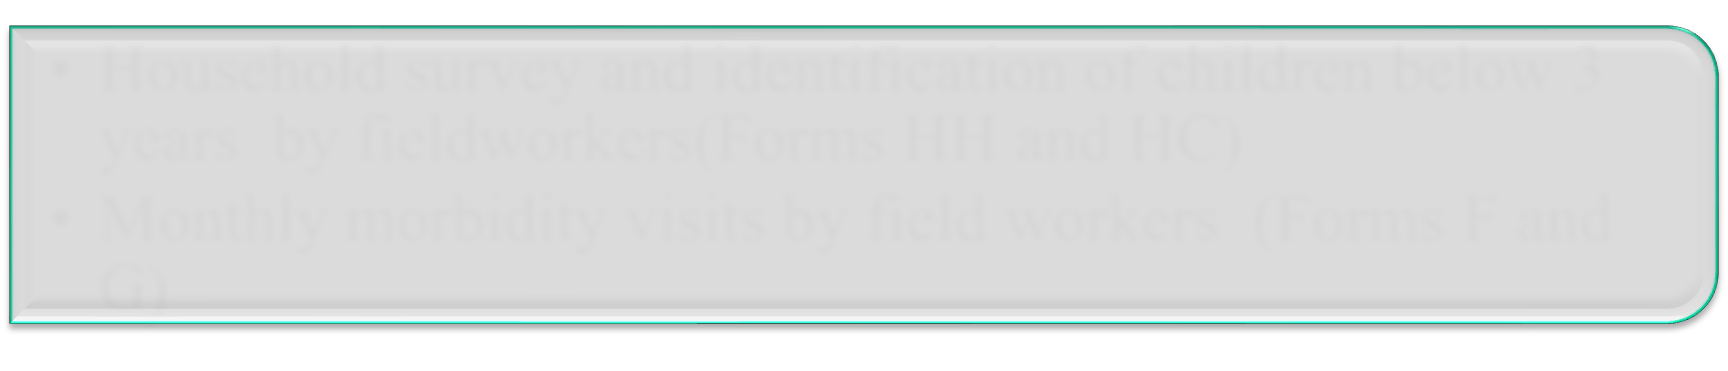 • Household survey and identification of children below 3
years  by fieldworkers(Forms HH and HC)
• Monthly morbidity visits by field workers  (Forms F and
G)